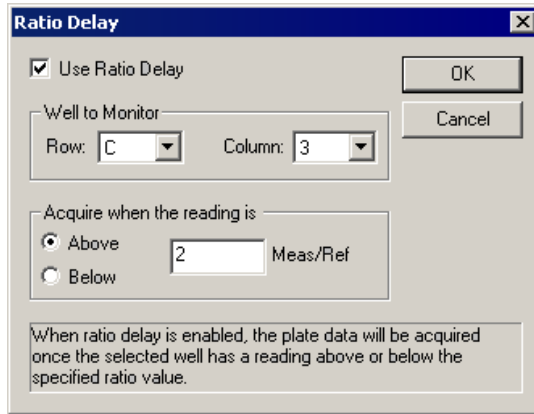 Ratio Delay
Use Ratio Delay
OK
Well to Monitor
Cancel
Row: C Column: 3
Acquire when the reading is
Above
2 Meas/Ref
Below
When ratio delay is enabled, the plate data will be acquired
once the selected well has a reading above or below the
specified ratio value.